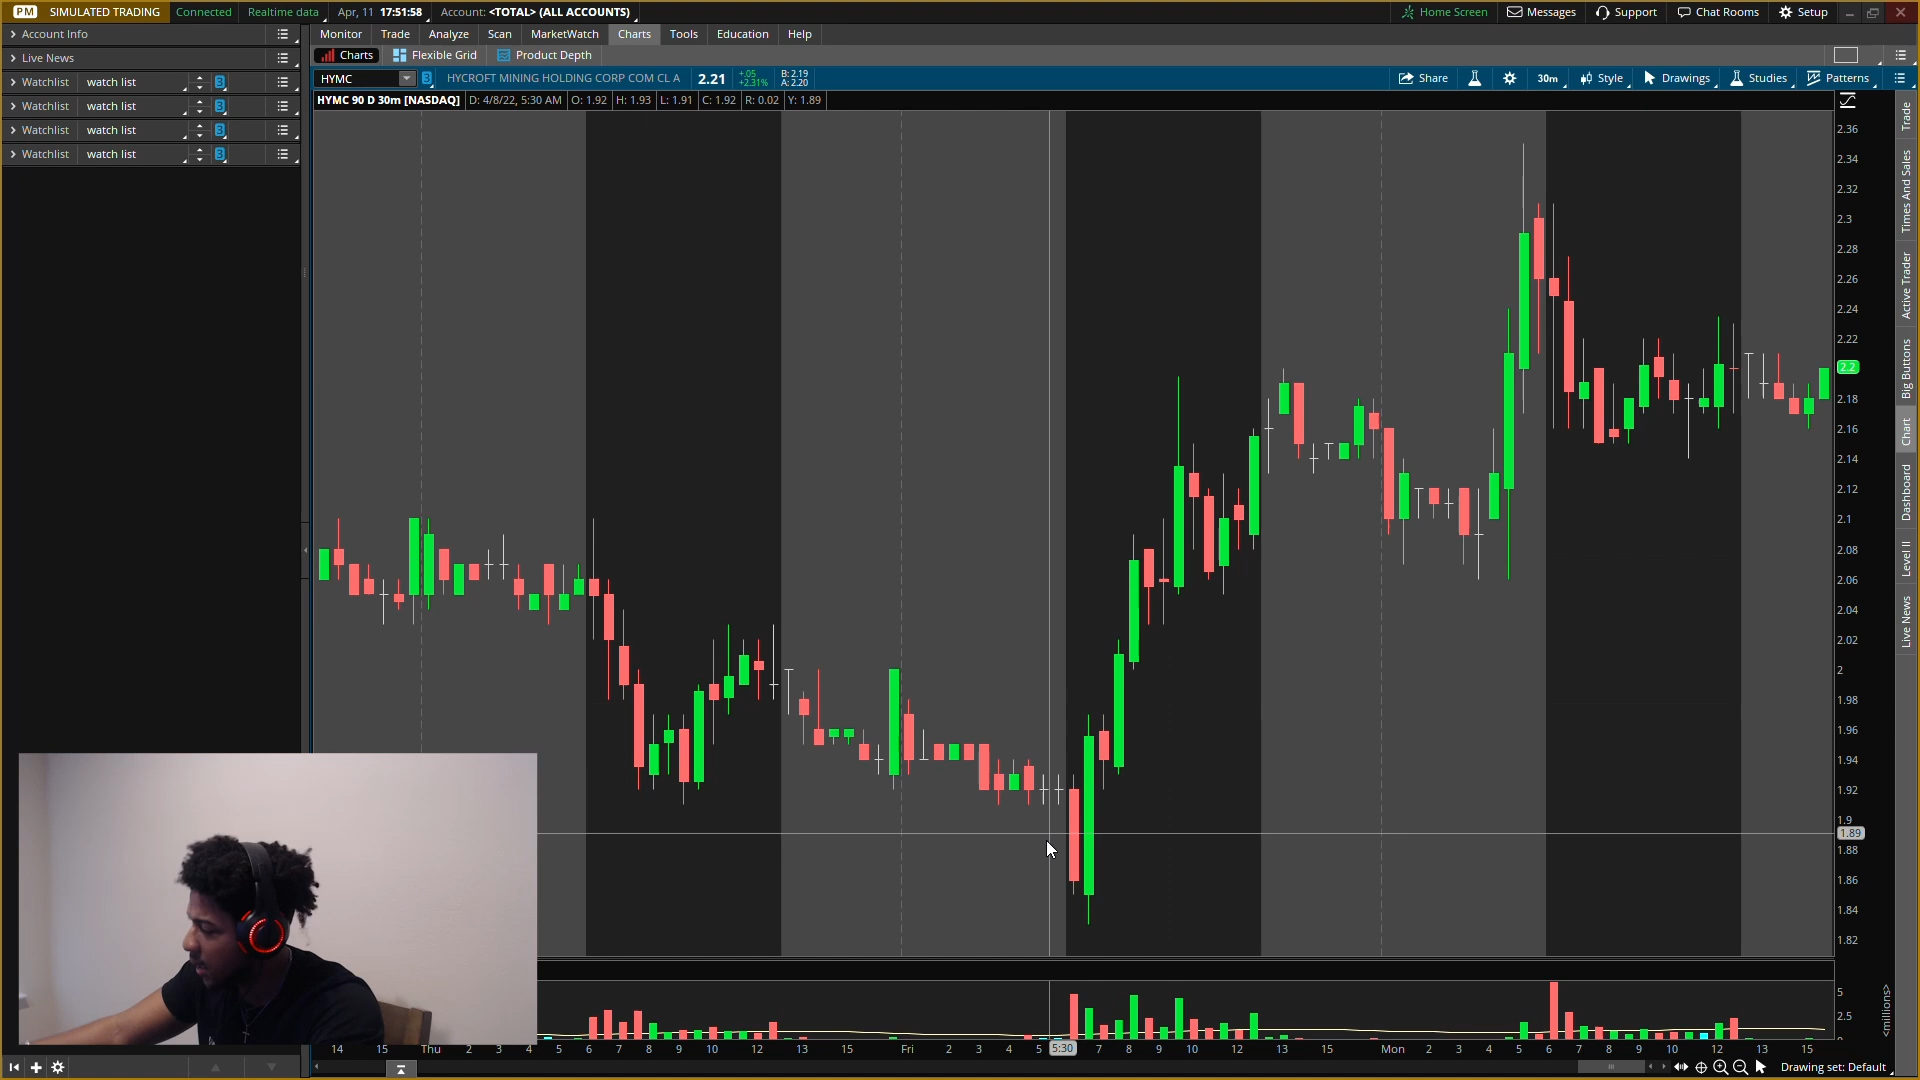 PM SIMULATED TRADING Connected Realtime data Apr, 11 17:51:58 Account: <TOTAL> (ALL ACCOUNTS) Home Screen Messages Support Chat Rooms Setup
Account Info
Live News
Watchlist watch list 3
Watchlist watch list 3
Watchlist watch list 3
Watchlist watch list 3
Monitor Trade Analyze Scan MarketWatch Charts Tools Education Help
Charts Flexible Grid Product Depth
HYMC 3 HYCROFT MINING HOLDING CORP COM CL A 2.21 +.05 +2.31% B: 2.19 A: 2.20 Share 30m Style Drawings Studies Patterns
HYMC 90 D 30m [NASDAQ] D: 4/8/22, 5:30 AM O: 1.92 H: 1.93 L: 1.91 C: 1.92 R: 0.02 Y: 1.89
2.36
2.34
2.32
2.3
2.28
2.26
2.24
2.22
2.2
2.18
2.16
2.14
2.12
2.1
2.08
2.06
2.04
2.02
2
1.98
1.96
1.94
1.92
1.9
1.89
1.88
1.86
1.84
1.82
5
2.5
<millions>
14 15 Thu 2 3 4 5 6 7 8 9 10 12 13 15 Fri 2 3 4 5 5:30 7 8 9 10 12 13 15 Mon 2 3 4 5 6 7 8 9 10 12 13 15
Drawing set: Default
Trade
Times And Sales
Active Trader
Big Buttons
Chart
Dashboard
Level II
Live News